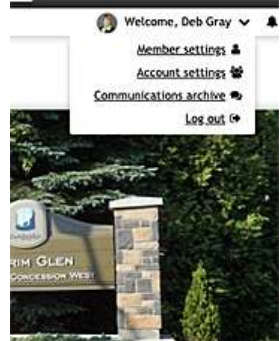 Welcome, Deb Gray
Member settings
Account settings
Communications archive
Log out
RIM GLEN
CONCESSION WEST